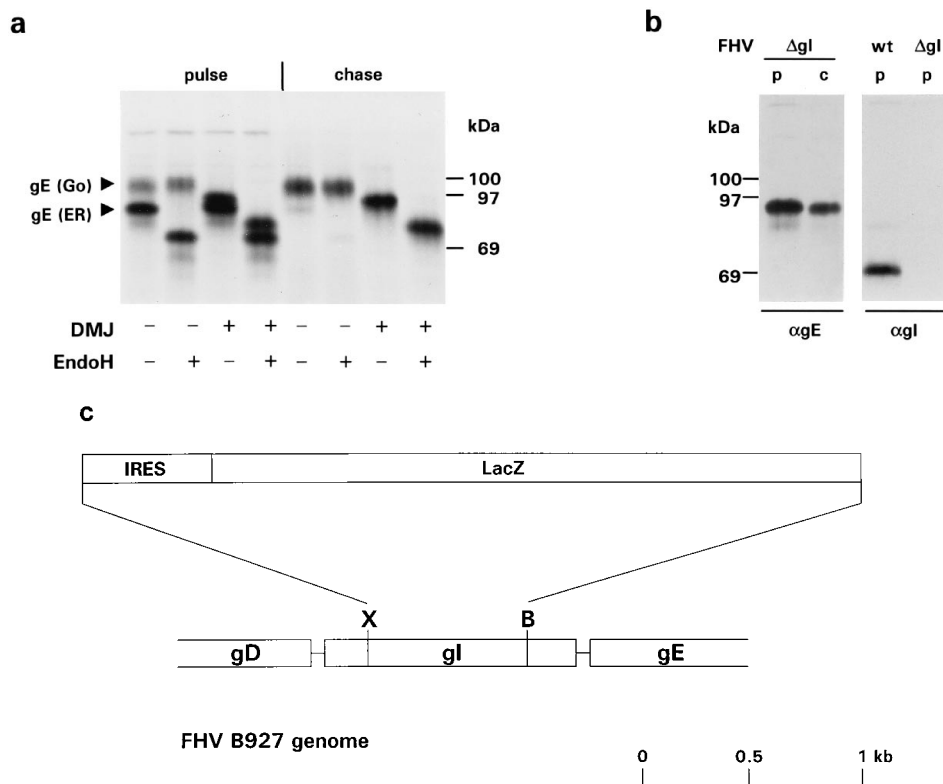 a
pulse
chase
kDa
gE (Go)
gE (ER)
100
97
69
DMJ − − + + − − + +
EndoH − + − + − + − +
b
FHV ΔgI wt ΔgI
p c p p
kDa
100
97
69
αgE αgI
c
IRES LacZ
X B
gD gI gE
FHV B927 genome
0 0.5 1 kb